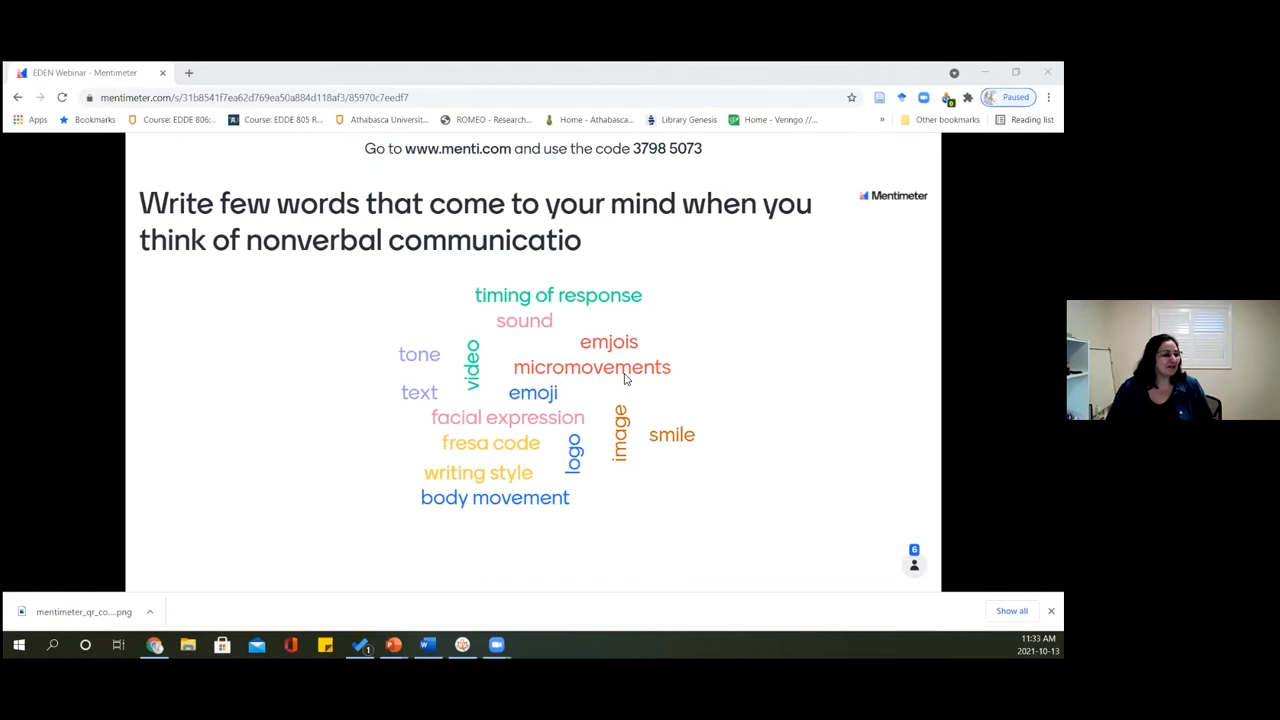 EDEN Webinar - Mentimeter
mentimeter.com/s/31b8541f7ea62d769ea50a884d118af3/85970c7eedf7
Paused
Apps
Bookmarks
Course: EDDE 806:...
Course: EDDE 805 R...
Athabasca Universit...
ROMEO - Research...
Home - Athabasca...
Library Genesis
Home - Venngo //...
»
Other bookmarks
Reading list
Go to www.menti.com and use the code 3798 5073
Write few words that come to your mind when you
think of nonverbal communicatio
Mentimeter
timing of response
sound
emjois
tone
video
micromovements
text
emoji
facial expression
image
smile
fresa code
logo
writing style
body movement
6
mentimeter_qr_co....png
Show all
1
11:33 AM
2021-10-13